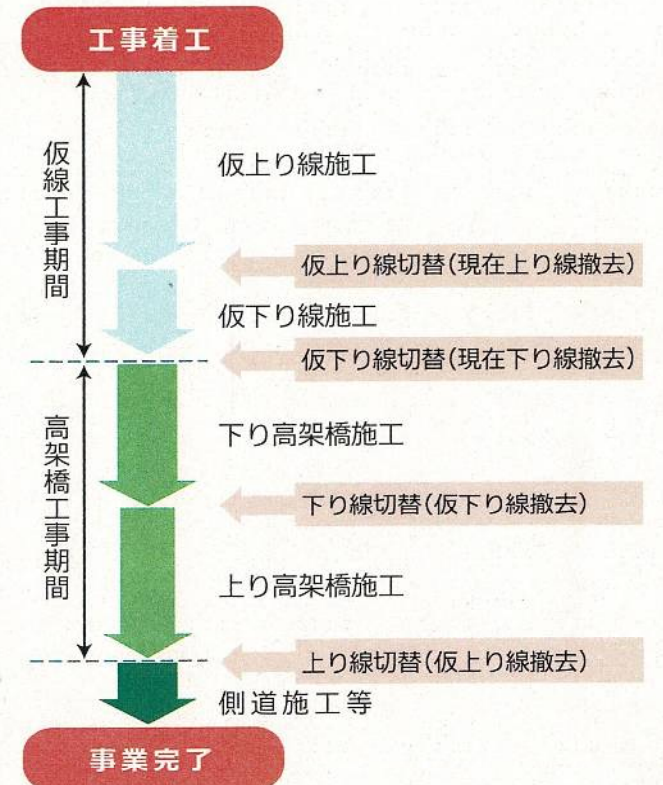 工事着工
仮線工事期間
仮上り線施工
仮上り線切替(現在上り線撤去)
仮下り線施工
仮下り線切替(現在下り線撤去)
高架橋工事期間
下り高架橋施工
下り線切替(仮下り線撤去)
上り高架橋施工
上り線切替(仮上り線撤去)
側道施工等
事業完了